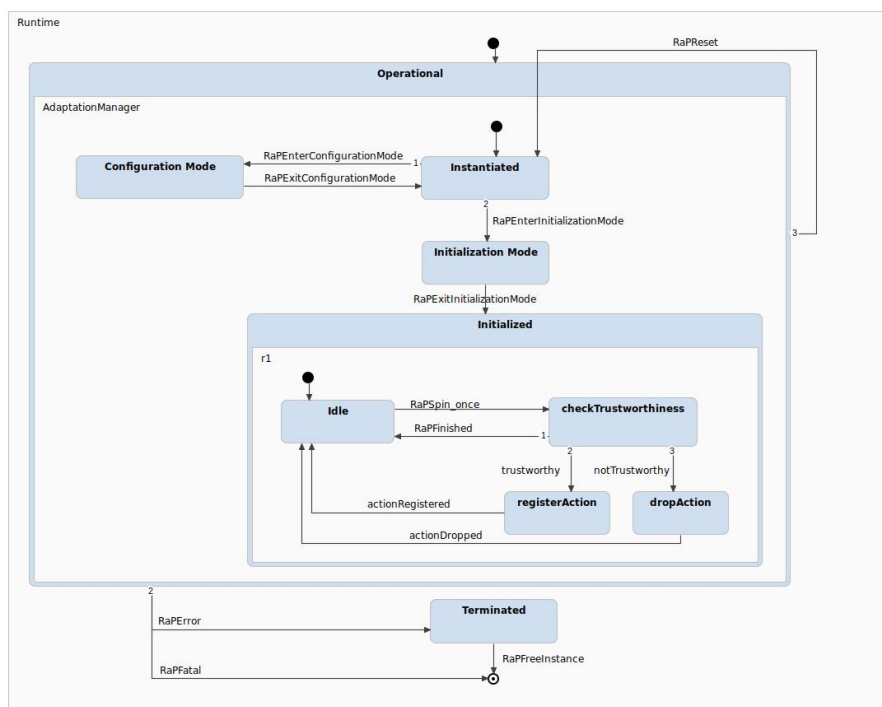 Runtime
RaPReset
Operational
AdaptationManager
RaPEnterConfigurationMode
1
Configuration Mode
Instantiated
RaPExitConfigurationMode
2
RaPEnterInitializationMode
3
Initialization Mode
RaPExitInitializationMode
Initialized
r1
RaPSpin_once
checkTrustworthiness
Idle
RaPFinished
1
2
3
trustworthy
notTrustworthy
actionRegistered
registerAction
dropAction
actionDropped
2
Terminated
RaPError
RaPFreeInstance
RaPFatal